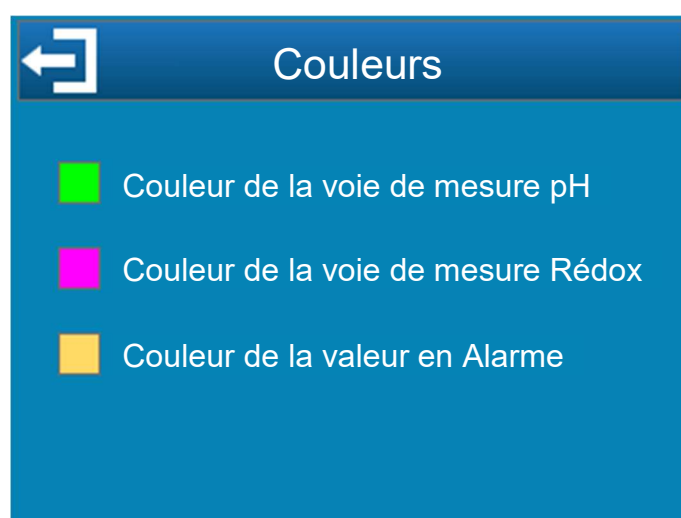 Couleurs
Couleur de la voie de mesure pH
Couleur de la voie de mesure Rédox
Couleur de la valeur en Alarme